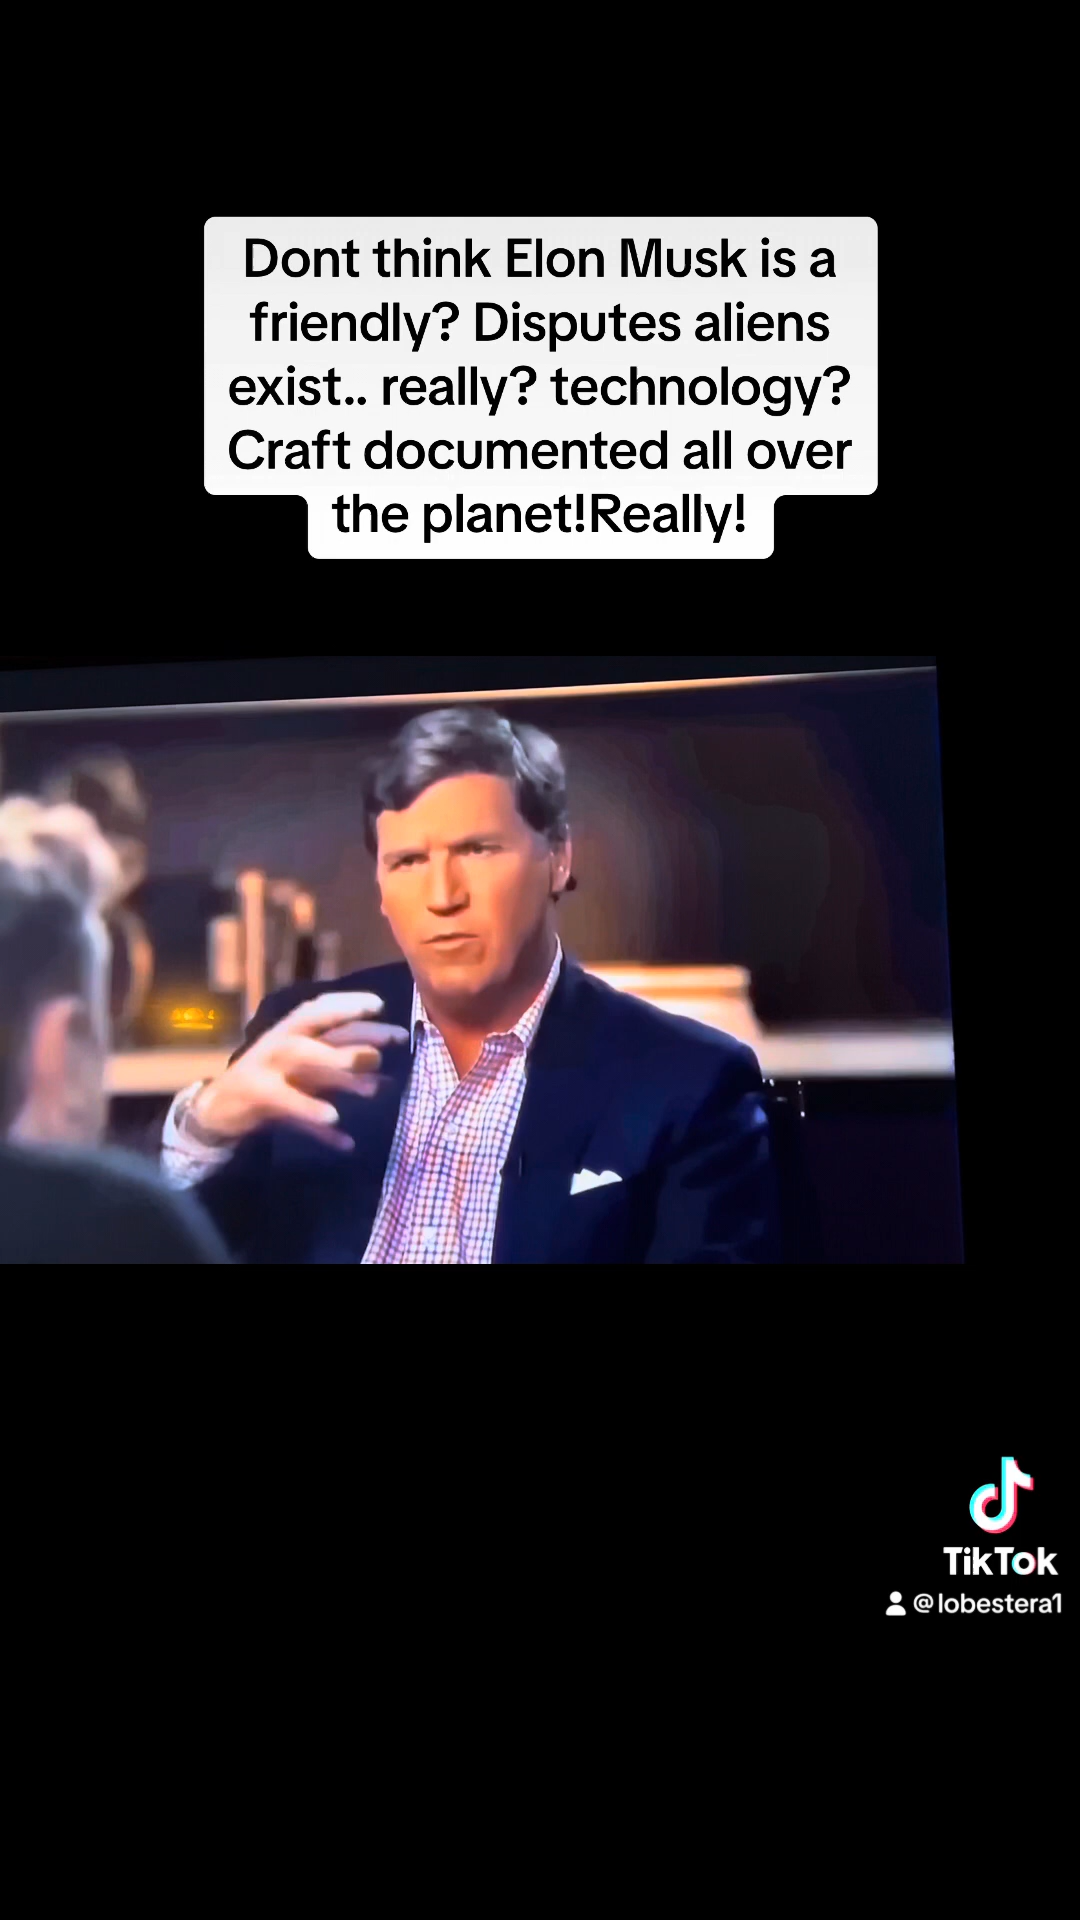 Dont think Elon Musk is a
friendly? Disputes aliens
exist.. really? technology?
Craft documented all over
the planet!Really!
TikTok
@lobestera1